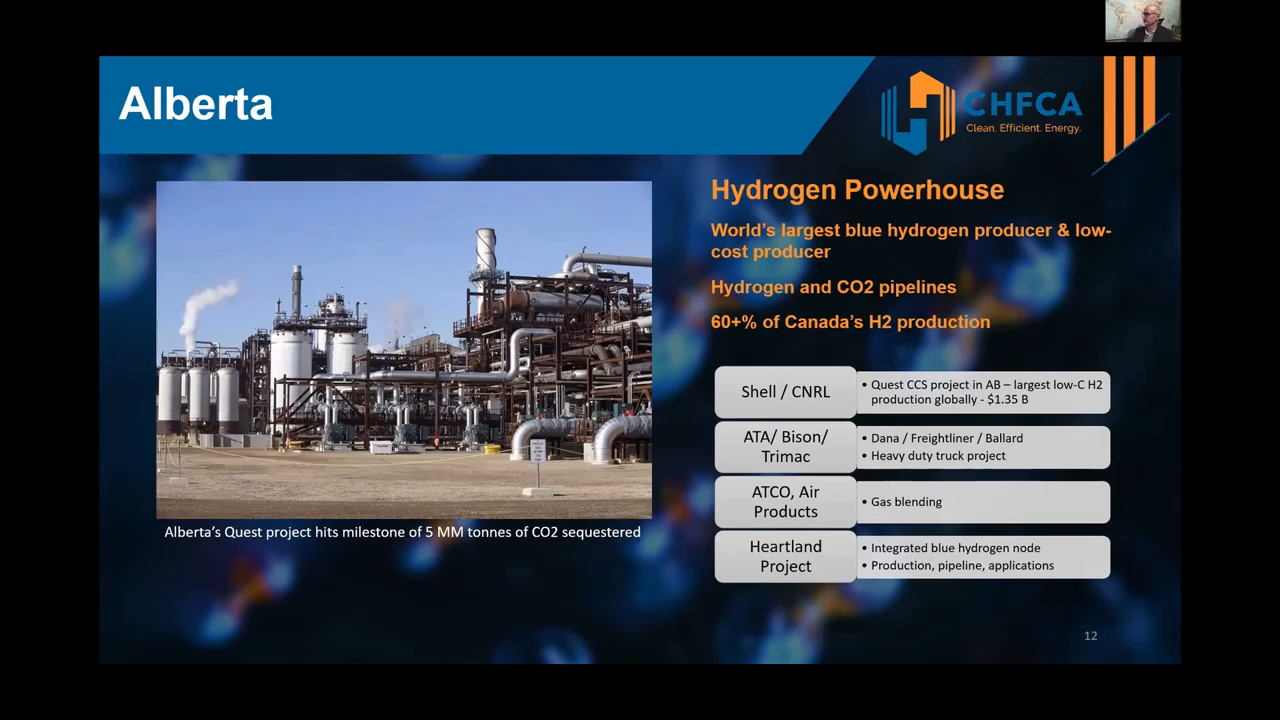 Alberta
CHFCA
Clean. Efficient. Energy.
Hydrogen Powerhouse
World's largest blue hydrogen producer & low-
cost producer
Hydrogen and CO2 pipelines
60+% of Canada's H2 production
Shell / CNRL
• Quest CCS project in AB – largest low-C H2
production globally - $1.35 B
ATA/ Bison/
Trimac
• Dana / Freightliner / Ballard
• Heavy duty truck project
ATCO, Air
Products
• Gas blending
Heartland
Project
• Integrated blue hydrogen node
• Production, pipeline, applications
Alberta's Quest project hits milestone of 5 MM tonnes of CO2 sequestered
12